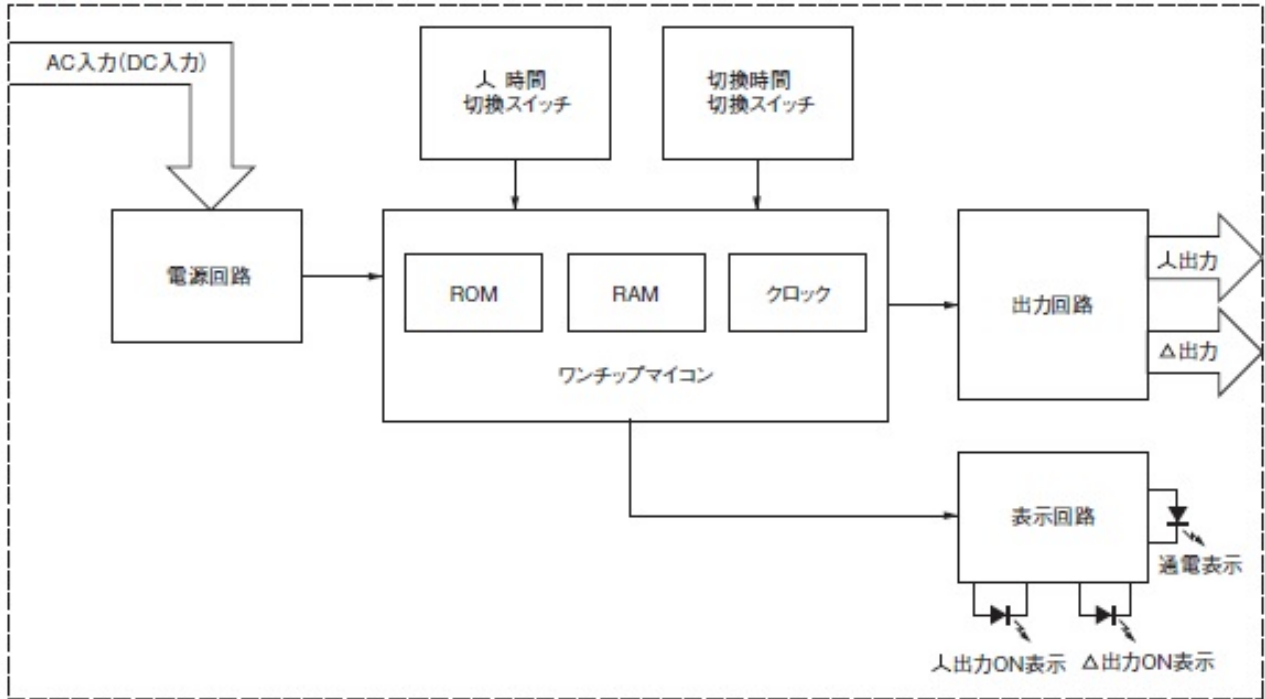 AC入力(DC入力)
人 時間
切換スイッチ
切換時間
切換スイッチ
電源回路
ROM
RAM
クロック
ワンチップマイコン
出力回路
人出力
△出力
表示回路
通電表示
人出力ON表示
△出力ON表示